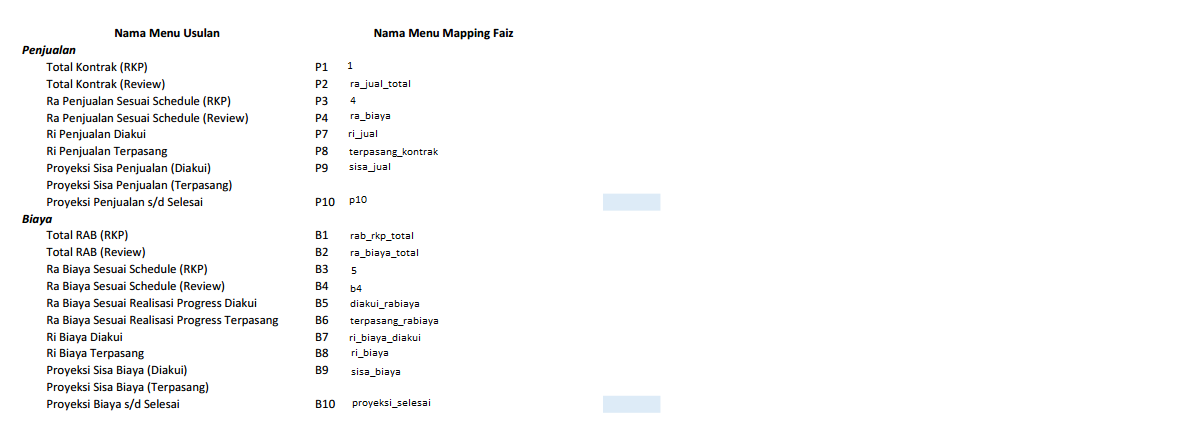 Nama Menu Usulan Nama Menu Mapping Faiz
Penjualan
Total Kontrak (RKP) P1 1
Total Kontrak (Review) P2 ra_jual_total
Ra Penjualan Sesuai Schedule (RKP) P3 4
Ra Penjualan Sesuai Schedule (Review) P4 ra_biaya
Ri Penjualan Diakui P7 ri_jual
Ri Penjualan Terpasang P8 terpasang_kontrak
Proyeksi Sisa Penjualan (Diakui) P9 sisa_jual
Proyeksi Sisa Penjualan (Terpasang)
Proyeksi Penjualan s/d Selesai P10 p10
Biaya
Total RAB (RKP) B1 rab_rkp_total
Total RAB (Review) B2 ra_biaya_total
Ra Biaya Sesuai Schedule (RKP) B3 5
Ra Biaya Sesuai Schedule (Review) B4 b4
Ra Biaya Sesuai Realisasi Progress Diakui B5 diakui_rabiaya
Ra Biaya Sesuai Realisasi Progress Terpasang B6 terpasang_rabiaya
Ri Biaya Diakui B7 ri_biaya_diakui
Ri Biaya Terpasang B8 ri_biaya
Proyeksi Sisa Biaya (Diakui) B9 sisa_biaya
Proyeksi Sisa Biaya (Terpasang)
Proyeksi Biaya s/d Selesai B10 proyeksi_selesai